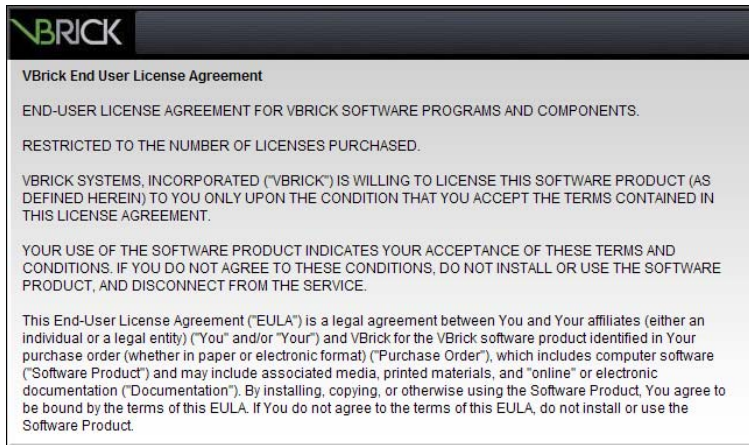 VBRICK
VBrick End User License Agreement
END-USER LICENSE AGREEMENT FOR VBRICK SOFTWARE PROGRAMS AND COMPONENTS.
RESTRICTED TO THE NUMBER OF LICENSES PURCHASED.
VBRICK SYSTEMS, INCORPORATED ("VBRICK") IS WILLING TO LICENSE THIS SOFTWARE PRODUCT (AS
DEFINED HEREIN) TO YOU ONLY UPON THE CONDITION THAT YOU ACCEPT THE TERMS CONTAINED IN
THIS LICENSE AGREEMENT.
YOUR USE OF THE SOFTWARE PRODUCT INDICATES YOUR ACCEPTANCE OF THESE TERMS AND
CONDITIONS. IF YOU DO NOT AGREE TO THESE CONDITIONS, DO NOT INSTALL OR USE THE SOFTWARE
PRODUCT, AND DISCONNECT FROM THE SERVICE.
This End-User License Agreement ("EULA") is a legal agreement between You and Your affiliates (either an
individual or a legal entity) ("You" and/or "Your") and VBrick for the VBrick software product identified in Your
purchase order (whether in paper or electronic format) ("Purchase Order"), which includes computer software
("Software Product") and may include associated media, printed materials, and "online" or electronic
documentation ("Documentation"). By installing, copying, or otherwise using the Software Product, You agree to
be bound by the terms of this EULA. If You do not agree to the terms of this EULA, do not install or use the
Software Product.